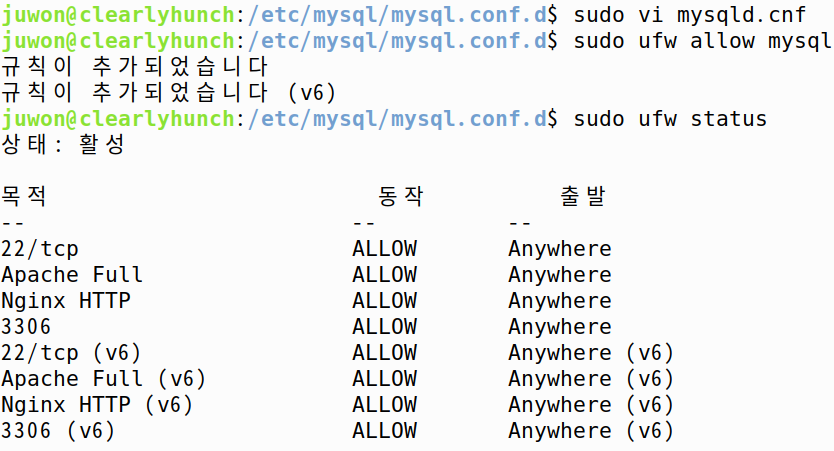 juwon@clearlyhunch:/etc/mysql/mysql.conf.d$ sudo vi mysqld.cnf
juwon@clearlyhunch:/etc/mysql/mysql.conf.d$ sudo ufw allow mysql
규칙이 추가되었습니다
규칙이 추가되었습니다 (v6)
juwon@clearlyhunch:/etc/mysql/mysql.conf.d$ sudo ufw status
상태: 활성
목적 동작 출발
-- -- --
22/tcp ALLOW Anywhere
Apache Full ALLOW Anywhere
Nginx HTTP ALLOW Anywhere
3306 ALLOW Anywhere
22/tcp (v6) ALLOW Anywhere (v6)
Apache Full (v6) ALLOW Anywhere (v6)
Nginx HTTP (v6) ALLOW Anywhere (v6)
3306 (v6) ALLOW Anywhere (v6)